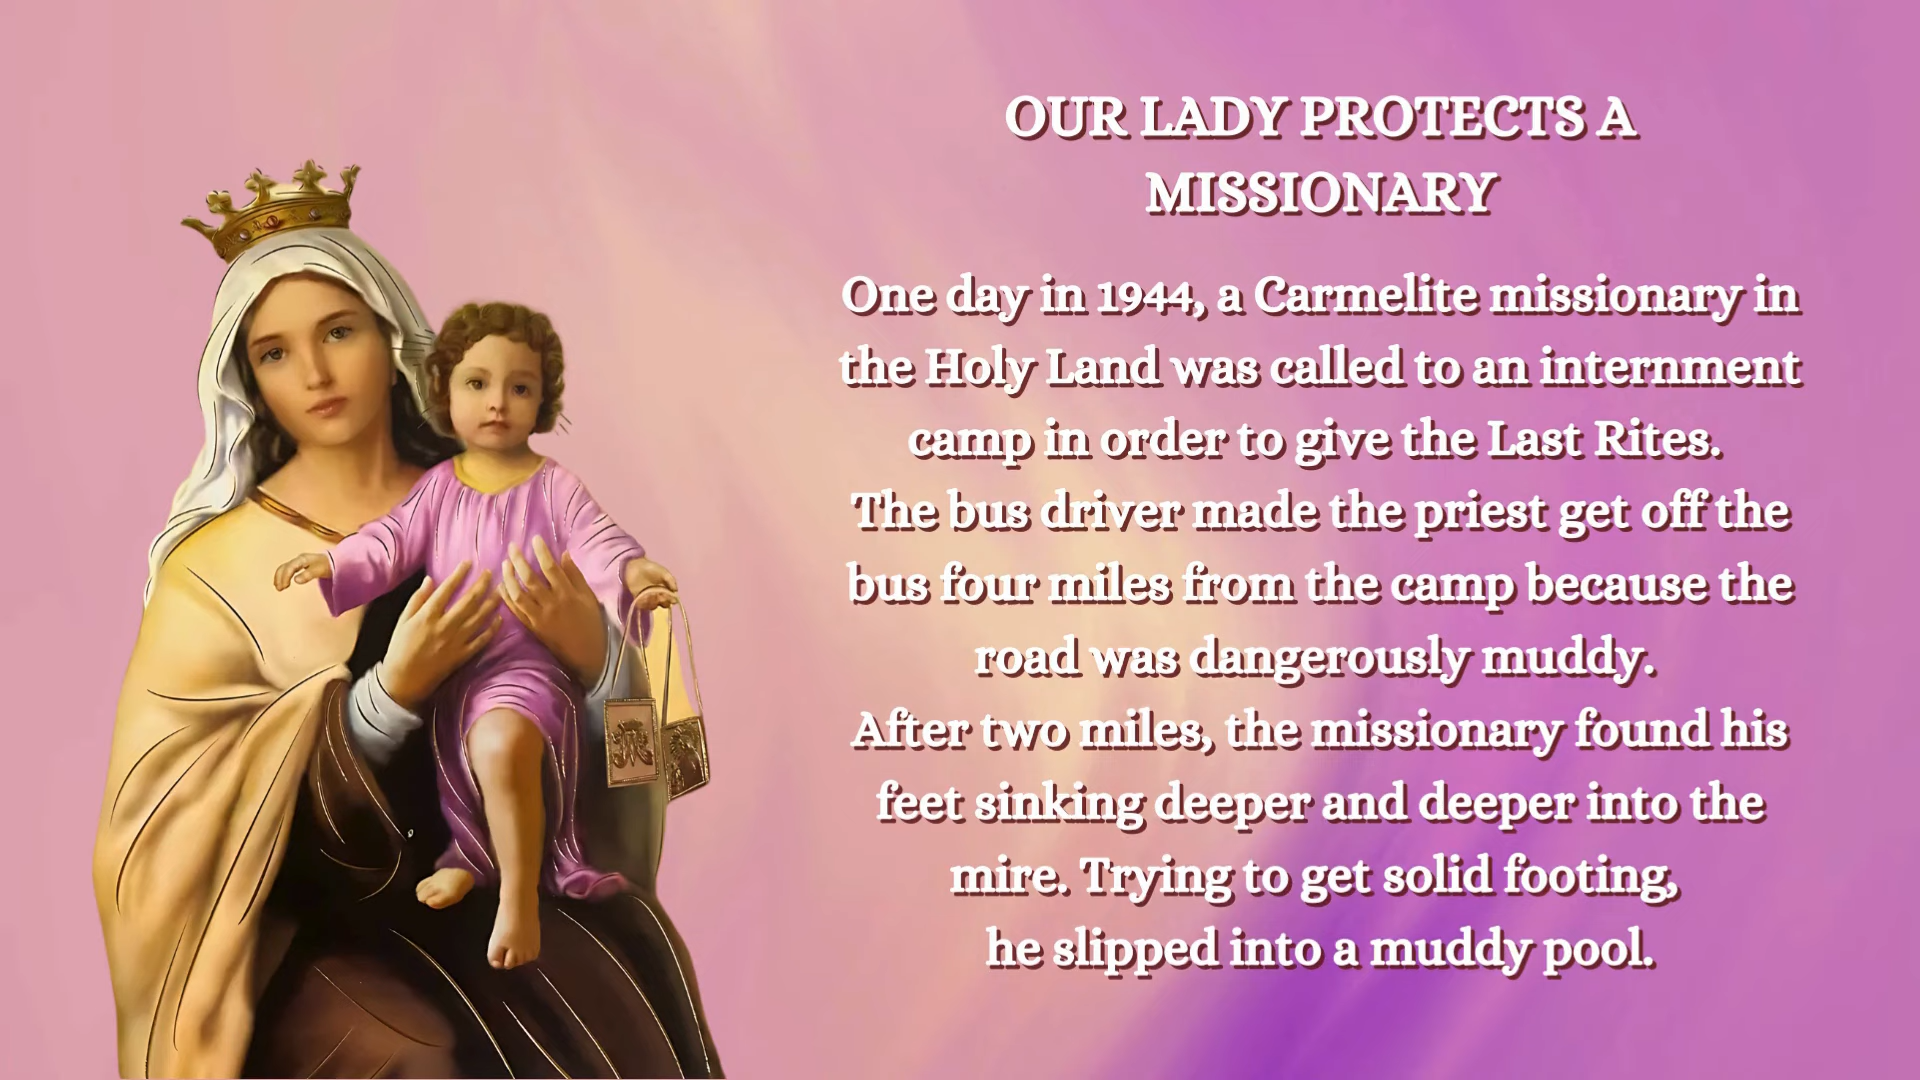 OUR LADY PROTECTS A
MISSIONARY
One day in 1944, a Carmelite missionary in
the Holy Land was called to an internment
camp in order to give the Last Rites.
The bus driver made the priest get off the
bus four miles from the camp because the
road was dangerously muddy.
After two miles, the missionary found his
feet sinking deeper and deeper into the
mire. Trying to get solid footing,
he slipped into a muddy pool.